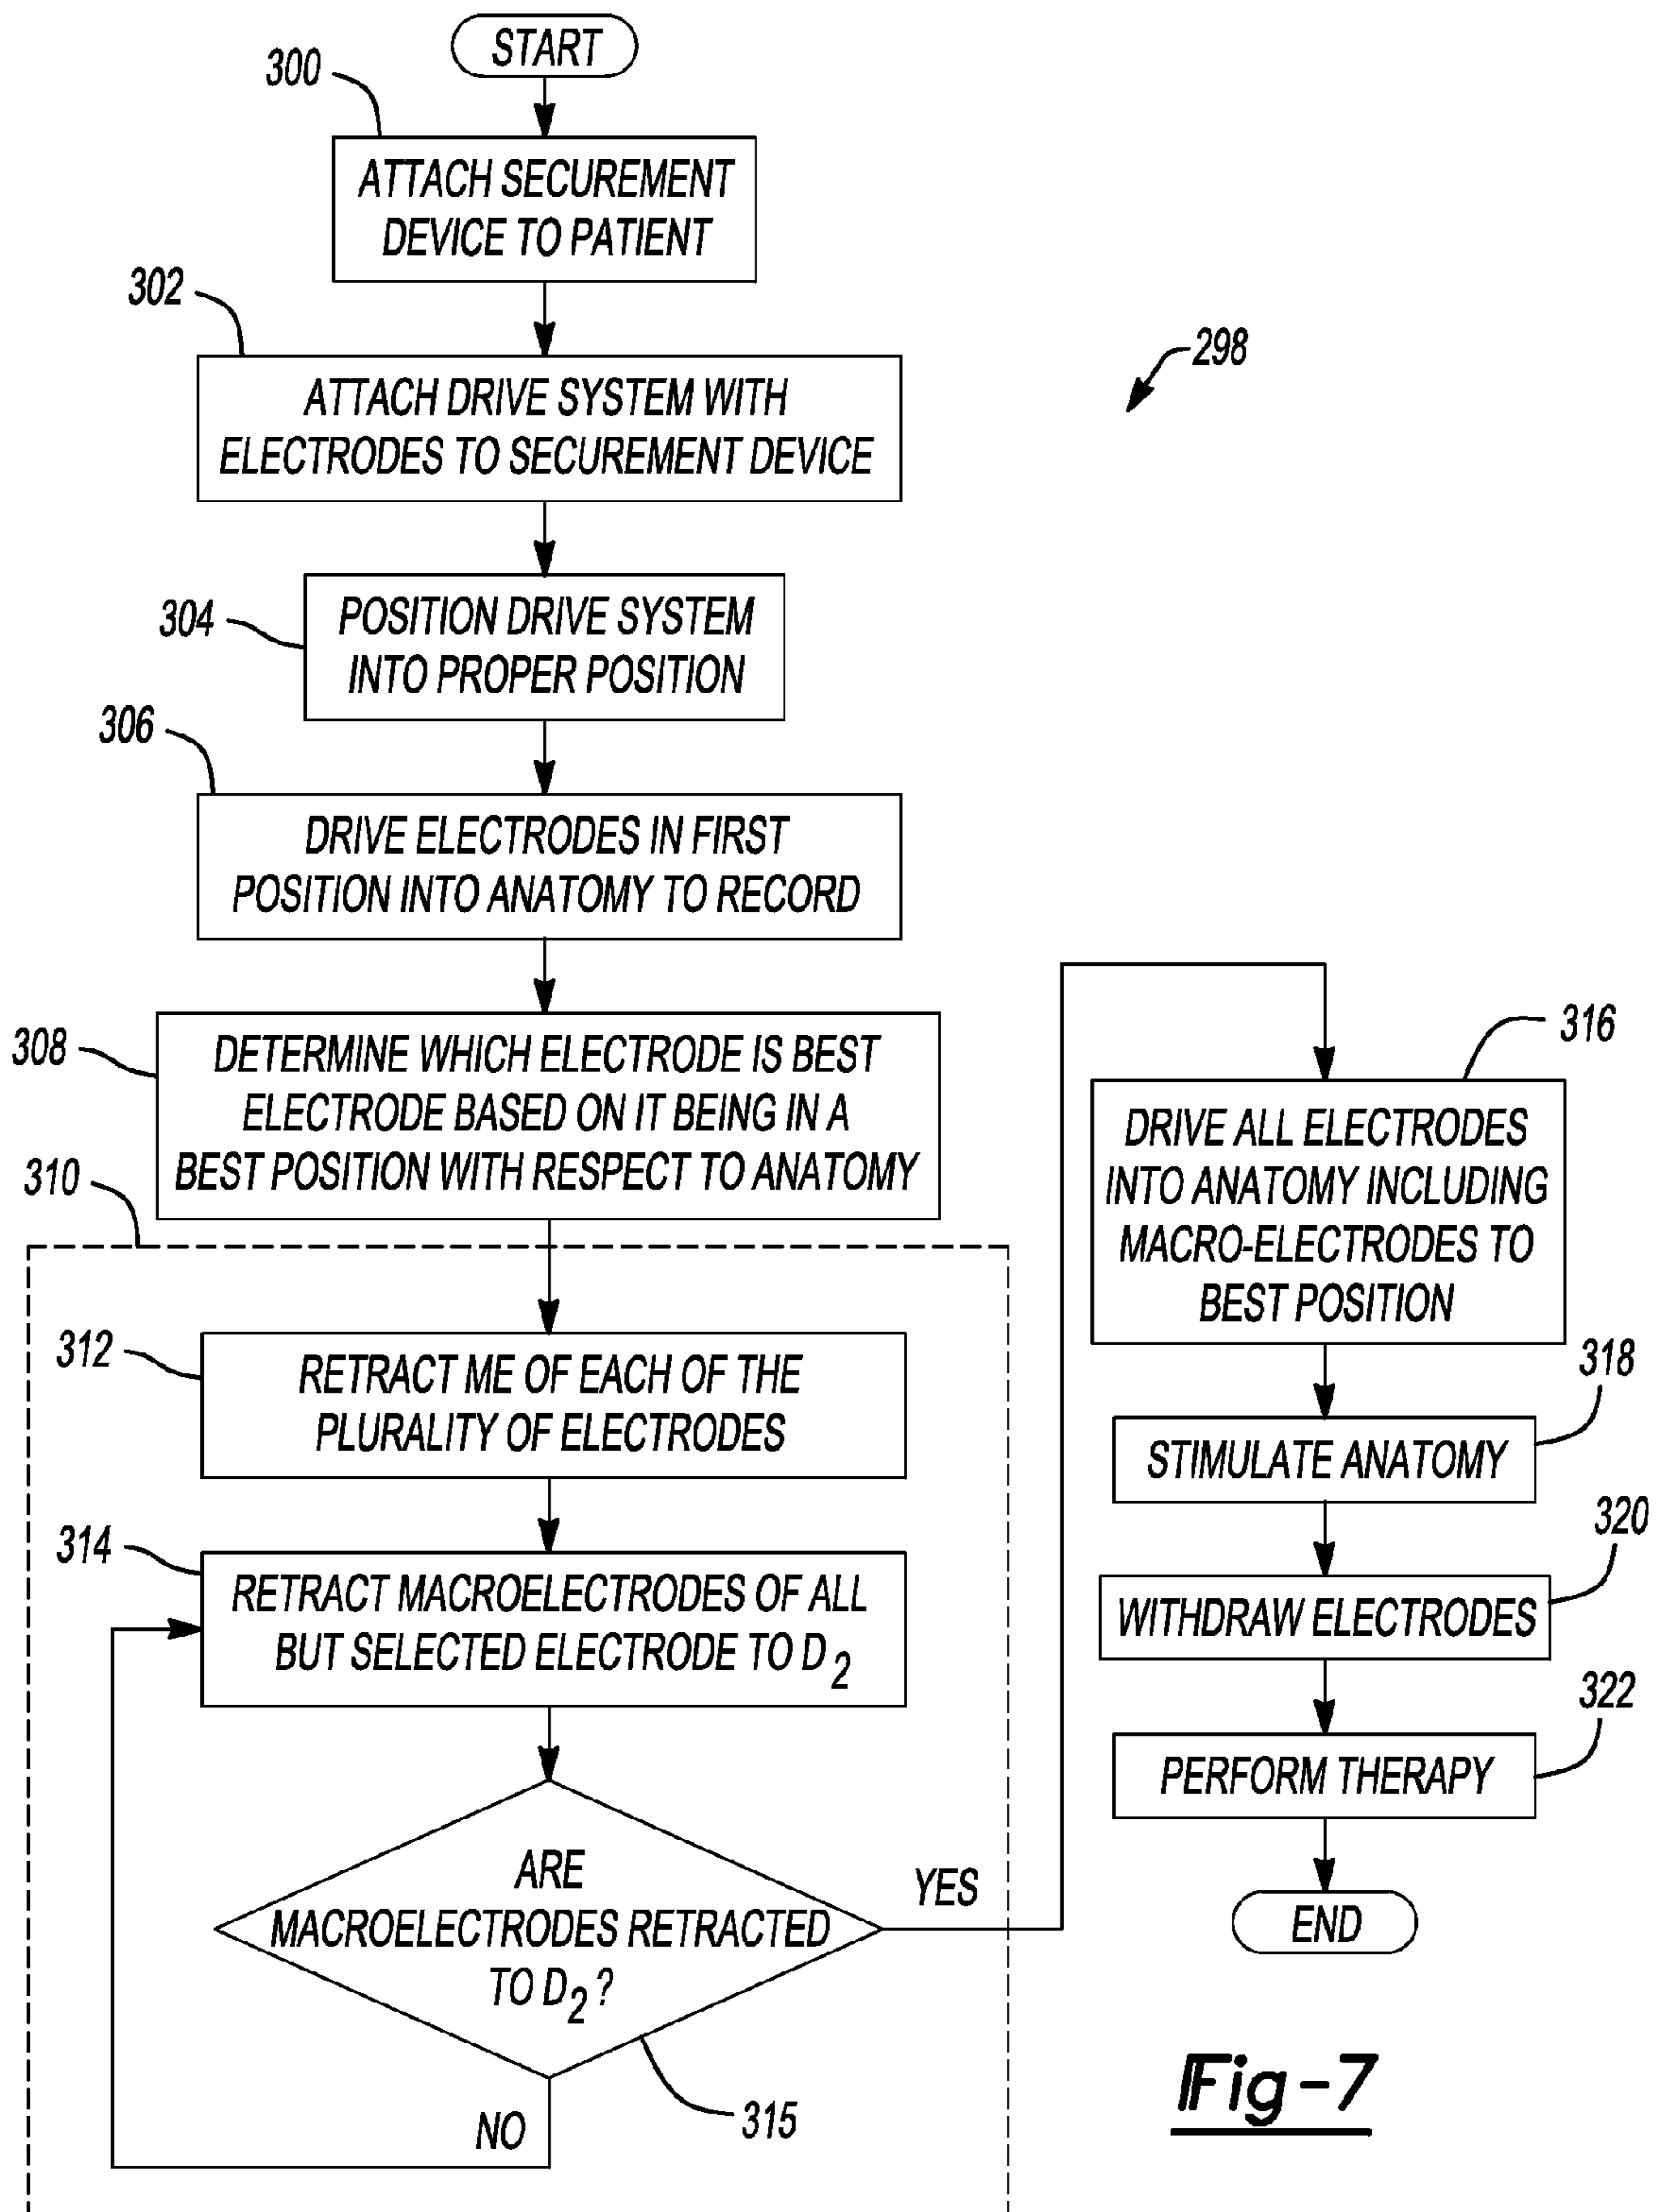 START
300
ATTACH SECUREMENT
DEVICE TO PATIENT
302
ATTACH DRIVE SYSTEM WITH
ELECTRODES TO SECUREMENT DEVICE
298
304
POSITION DRIVE SYSTEM
INTO PROPER POSITION
306
DRIVE ELECTRODES IN FIRST
POSITION INTO ANATOMY TO RECORD
308
DETERMINE WHICH ELECTRODE IS BEST
ELECTRODE BASED ON IT BEING IN A
BEST POSITION WITH RESPECT TO ANATOMY
310
312
RETRACT ME OF EACH OF THE
PLURALITY OF ELECTRODES
314
RETRACT MACROELECTRODES OF ALL
BUT SELECTED ELECTRODE TO D2
ARE
MACROELECTRODES RETRACTED
TO D2?
YES
NO
315
316
DRIVE ALL ELECTRODES
INTO ANATOMY INCLUDING
MACRO-ELECTRODES TO
BEST POSITION
318
STIMULATE ANATOMY
320
WITHDRAW ELECTRODES
322
PERFORM THERAPY
END
Fig-7